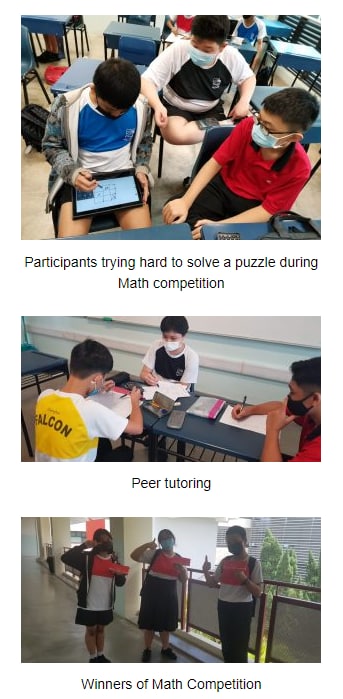 Participants trying hard to solve a puzzle during
Math competition
FALCON
Peer tutoring
Winners of Math Competition